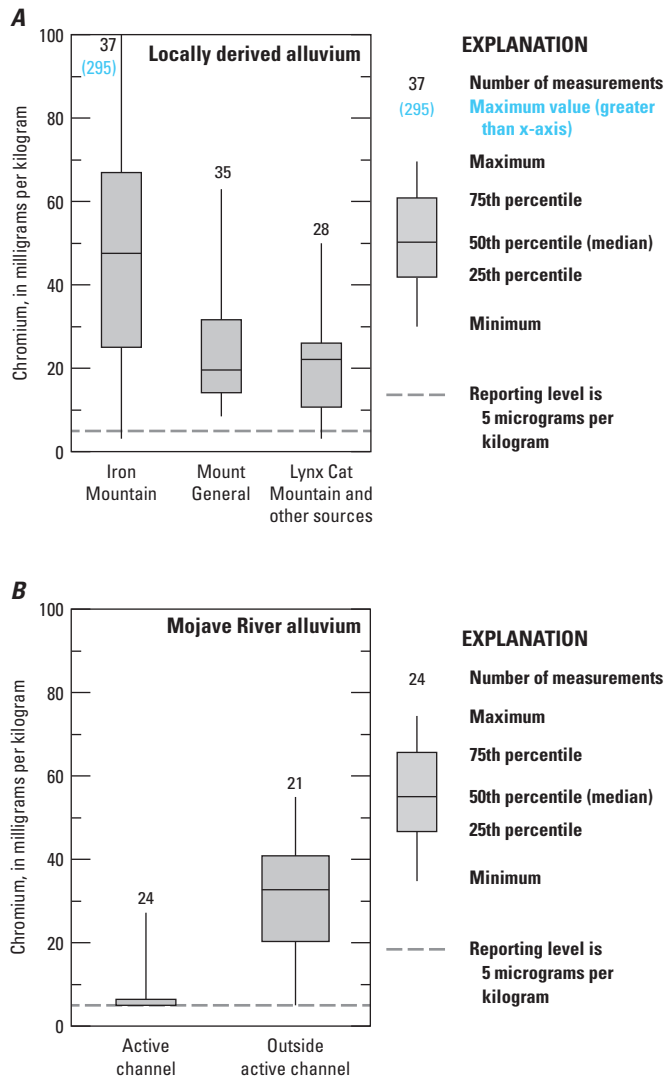 A
Chromium, in milligrams per kilogram
100
80
60
40
20
0
37
(295)
Locally derived alluvium
35
28
Iron
Mountain
Mount
General
Lynx Cat
Mountain and
other sources
EXPLANATION
37
Number of measurements
(295)
Maximum value (greater
than x-axis)
Maximum
75th percentile
50th percentile (median)
25th percentile
Minimum
Reporting level is
5 micrograms per
kilogram
B
Chromium, in milligrams per kilogram
100
80
60
40
20
0
Mojave River alluvium
24
21
Active
channel
Outside
active channel
EXPLANATION
24
Number of measurements
Maximum
75th percentile
50th percentile (median)
25th percentile
Minimum
Reporting level is
5 micrograms per
kilogram